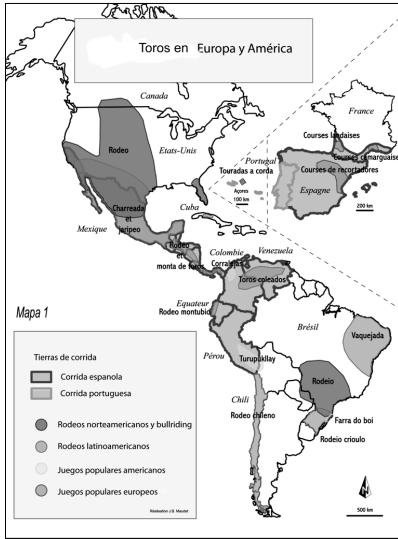 Toros en Europa y América
Canada
France
Rodeo
Etats-Unis
Courses landaises
Portugal
Courses camarguaises
Touradas a corda
Courses de recortadores
Açores
100 km
Espagne
200 km
Cuba
Charreada
et
jaripeo
Mexique
Rodeo
et
monta de toros
Colombie
Venezuela
Corralejas
Toros coleados
Equateur
Rodeo montubio
Mapa 1
Brésil
Vaquejada
Pérou
Turupukllay
Rodeio
Chili
Rodeo chileno
Farra do boi
Rodeio crioulo
Tierras de corrida
Corrida espanola
Corrida portuguesa
Rodeos norteamericanos y bullriding
Rodeos latinoamericanos
Juegos populares americanos
Juegos populares europeos
Réalisation J.B. Maudet
500 km